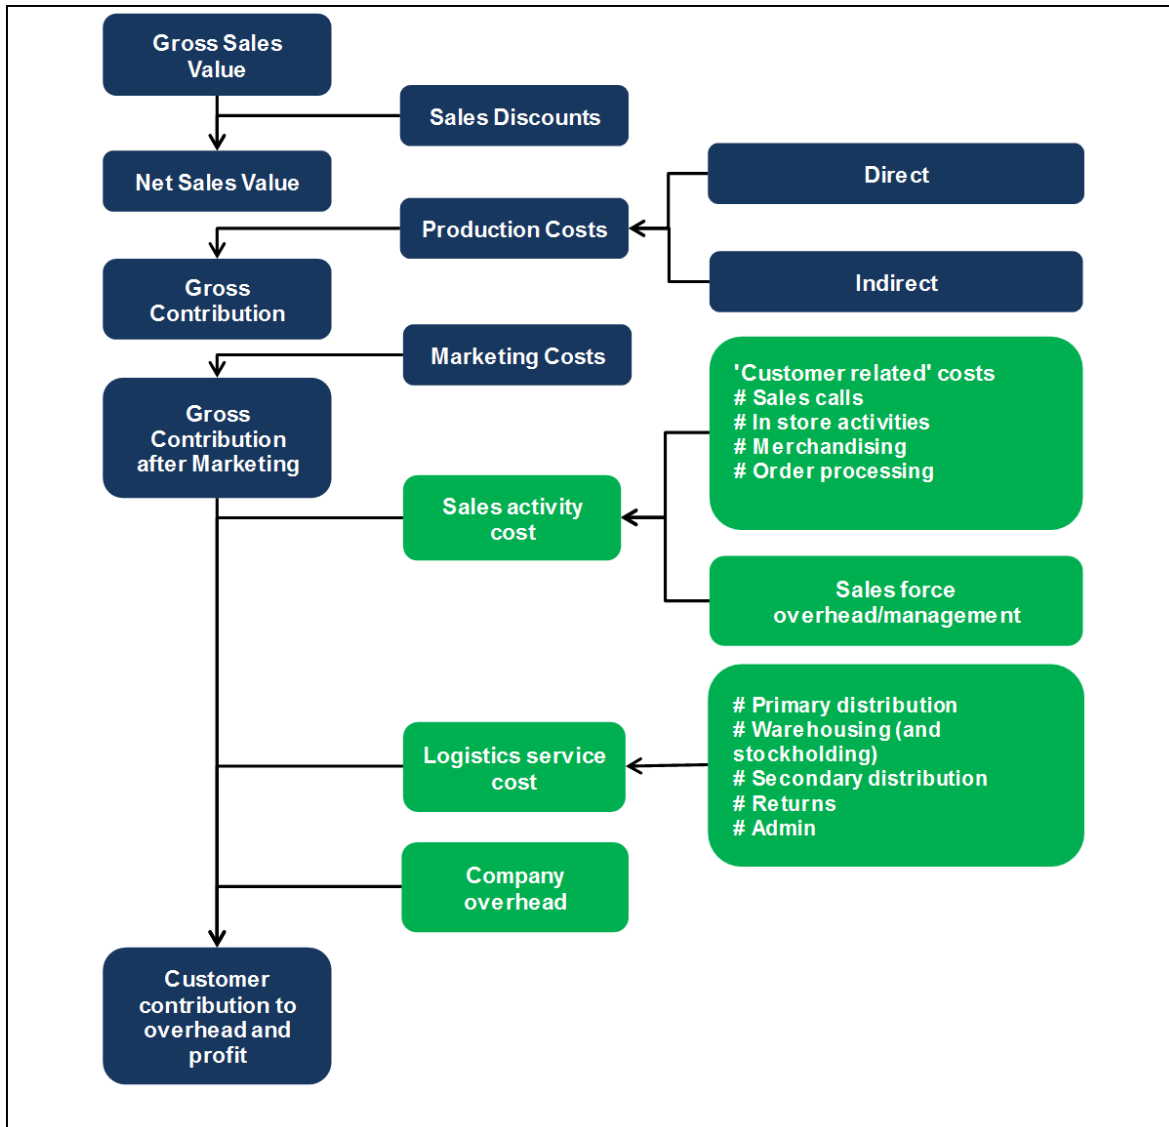 Gross Sales
Value
Sales Discounts
Net Sales Value
Direct
Production Costs
Indirect
Gross
Contribution
Marketing Costs
Gross
Contribution
after Marketing
'Customer related' costs
# Sales calls
# In store activities
# Merchandising
# Order processing
Sales activity
cost
Sales force
overhead/management
Logistics service
cost
# Primary distribution
# Warehousing (and
stockholding)
# Secondary distribution
# Returns
# Admin
Company
overhead
Customer
contribution to
overhead and
profit